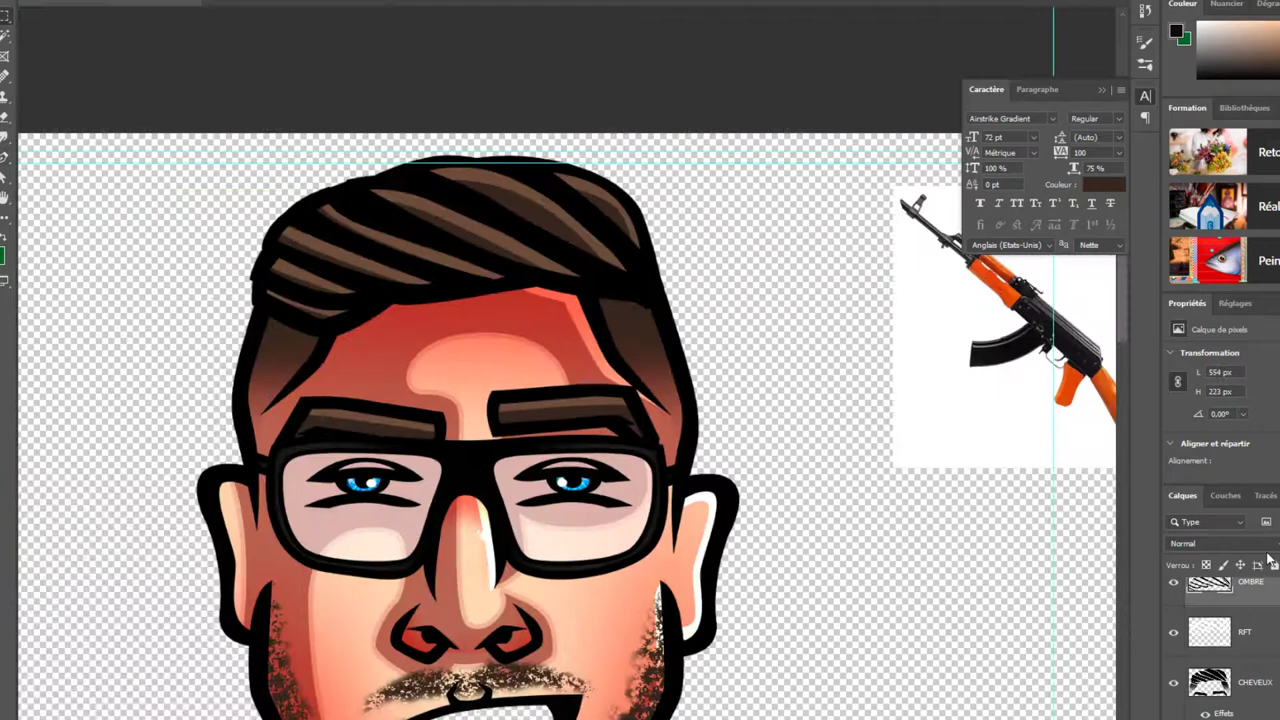 Couleur Nuancier Dégra
Caractère Paragraphe
Airstrike Gradient Regular
72 pt (Auto)
Métrique 100
100 % 75 %
0 pt Couleur :
Anglais (Etats-Unis) Nette
Formation Bibliothèques
Reto
Réal
Pein
Propriétés Réglages
Calque de pixels
Transformation
L 554 px
H 223 px
0,00°
Aligner et répartir
Alignement :
Calques Couches Tracés
Type
Normal
Verrou :
OMBRE
RFT
CHEVEUX
Effets